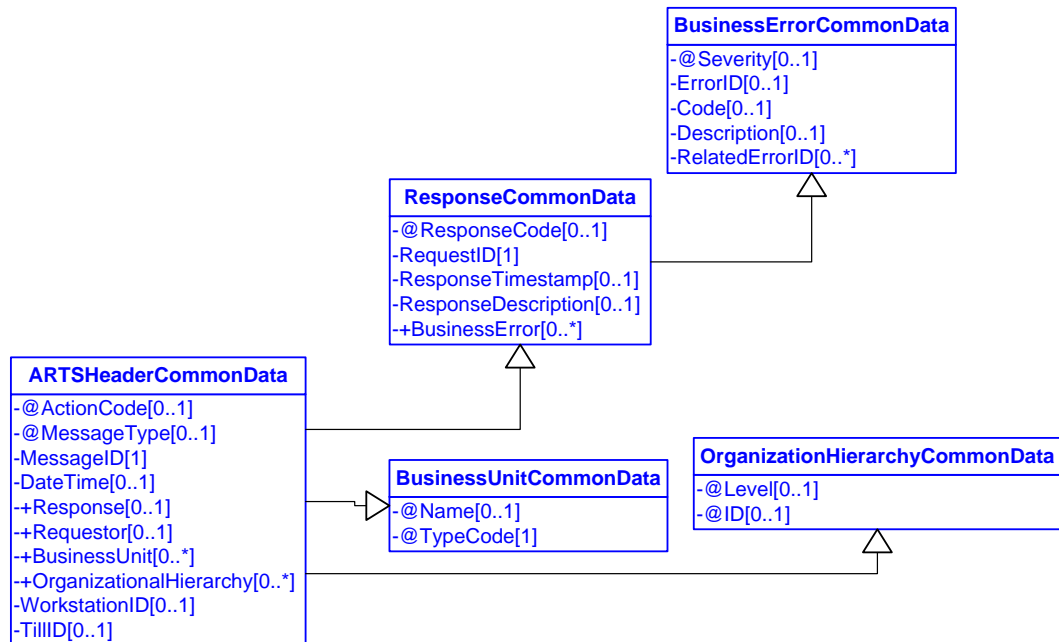 BusinessErrorCommonData
-@Severity[0..1]
-ErrorID[0..1]
-Code[0..1]
-Description[0..1]
-RelatedErrorID[0..*]
ResponseCommonData
-@ResponseCode[0..1]
-RequestID[1]
-ResponseTimestamp[0..1]
-ResponseDescription[0..1]
-+BusinessError[0..*]
ARTSHeaderCommonData
-@ActionCode[0..1]
-@MessageType[0..1]
-MessageID[1]
-DateTime[0..1]
-+Response[0..1]
-+Requestor[0..1]
-+BusinessUnit[0..*]
-+OrganizationalHierarchy[0..*]
-WorkstationID[0..1]
-TillID[0..1]
BusinessUnitCommonData
-@Name[0..1]
-@TypeCode[1]
OrganizationHierarchyCommonData
-@Level[0..1]
-@ID[0..1]